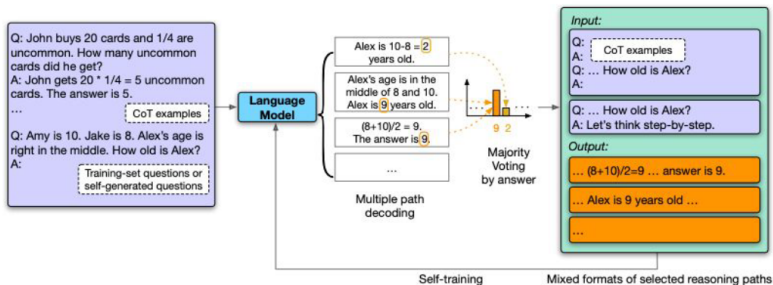 Q: John buys 20 cards and 1/4 are
uncommon. How many uncommon
cards did he get?
A: John gets 20 * 1/4 = 5 uncommon
cards. The answer is 5.
...
CoT examples
Q: Amy is 10. Jake is 8. Alex's age is
right in the middle. How old is Alex?
A:
Training-set questions or
self-generated questions
Language
Model
Alex is 10-8 = 2
years old.
Alex's age is in the
middle of 8 and 10.
Alex is 9 years old.
(8+10)/2 = 9.
The answer is 9.
...
Multiple path
decoding
9 2
Majority
Voting
by answer
Input:
Q:
A:
CoT examples
Q: ... How old is Alex?
A:
Q: ... How old is Alex?
A: Let's think step-by-step.
Output:
... (8+10)/2=9 ... answer is 9.
... Alex is 9 years old ...
...
Self-training
Mixed formats of selected reasoning paths